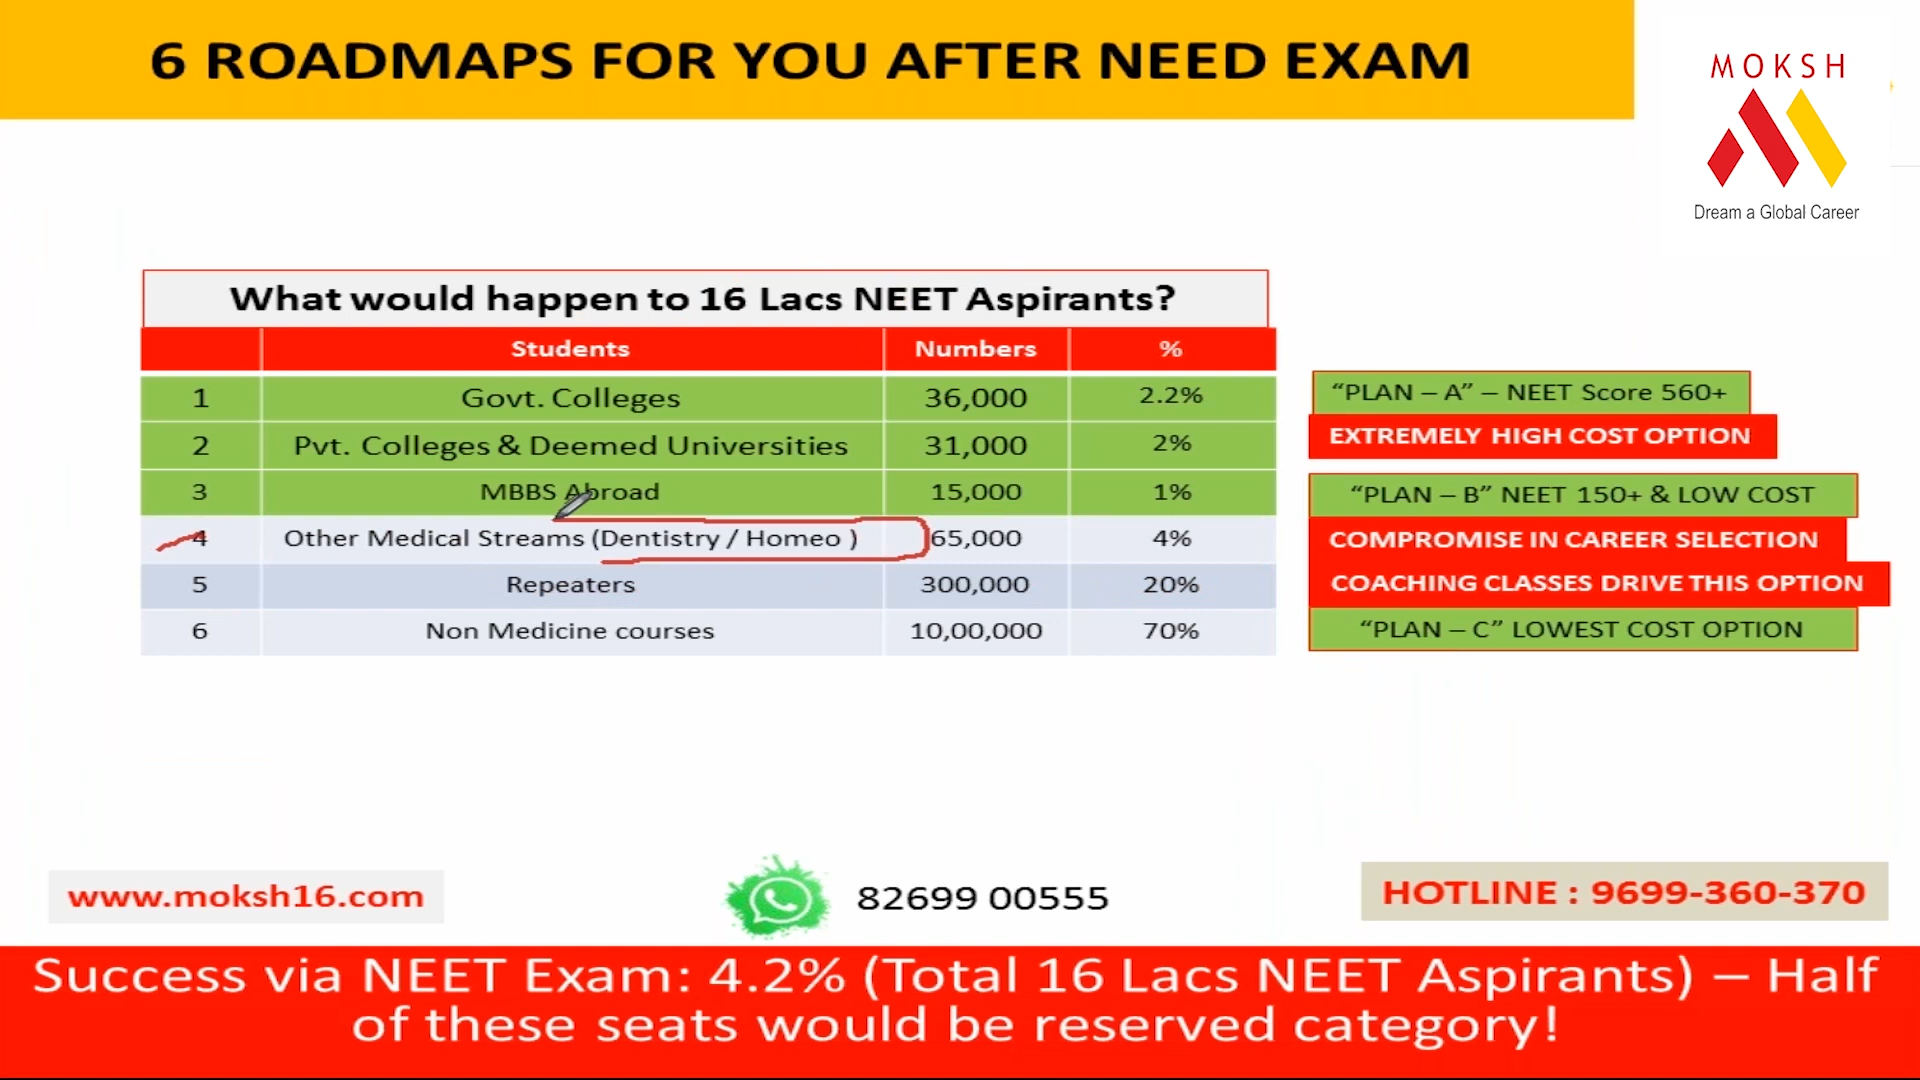 6 ROADMAPS FOR YOU AFTER NEED EXAM
MOKSH
Dream a Global Career
What would happen to 16 Lacs NEET Aspirants?
Students Numbers %
1 Govt. Colleges 36,000 2.2% "PLAN – A" – NEET Score 560+
2 Pvt. Colleges & Deemed Universities 31,000 2% EXTREMELY HIGH COST OPTION
3 MBBS Abroad 15,000 1% "PLAN – B" NEET 150+ & LOW COST
4 Other Medical Streams (Dentistry / Homeo ) 65,000 4% COMPROMISE IN CAREER SELECTION
5 Repeaters 300,000 20% COACHING CLASSES DRIVE THIS OPTION
6 Non Medicine courses 10,00,000 70% "PLAN – C" LOWEST COST OPTION
www.moksh16.com 82699 00555 HOTLINE : 9699-360-370
Success via NEET Exam: 4.2% (Total 16 Lacs NEET Aspirants) – Half
of these seats would be reserved category!